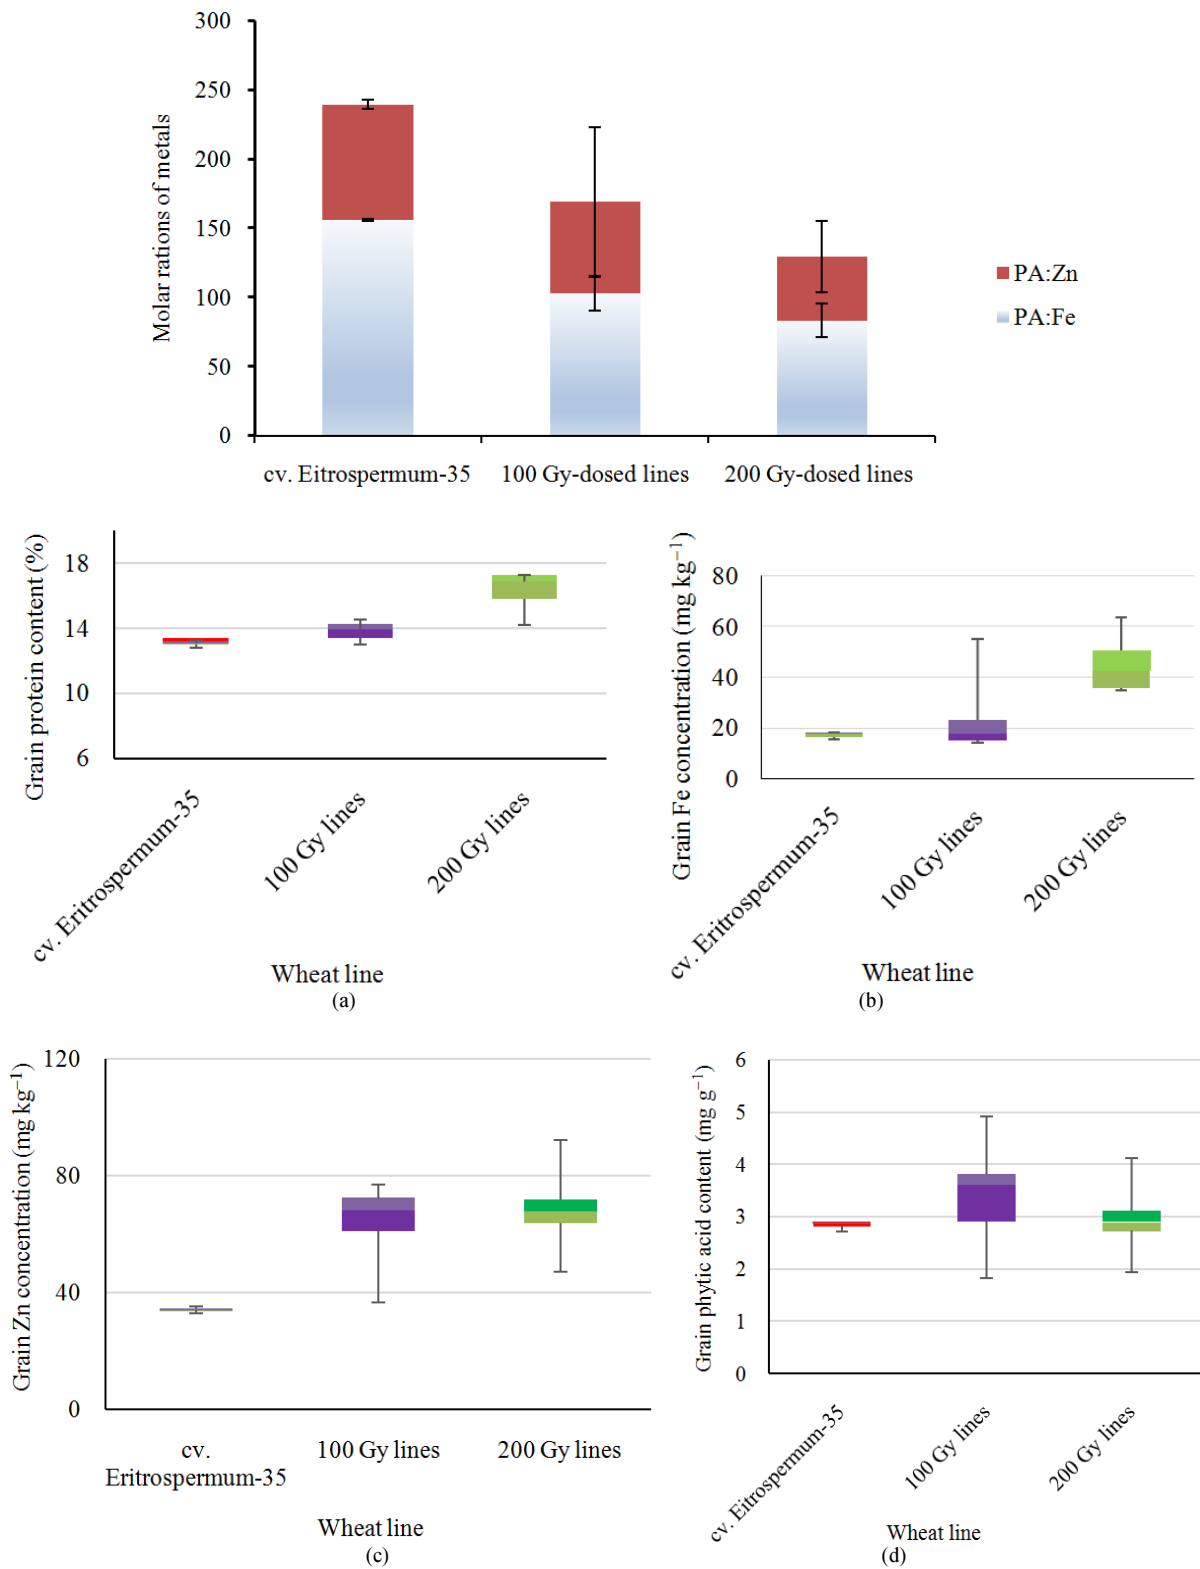 300
250
200
150
100
50
0
Molar rations of metals
cv. Eitrospermum-35
100 Gy-dosed lines
200 Gy-dosed lines
PA:Zn
PA:Fe
18
14
10
6
Grain protein content (%)
cv. Eritrospermum-35
100 Gy lines
200 Gy lines
Wheat line
(a)
80
60
40
20
0
Grain Fe concentration (mg kg⁻¹)
cv. Eritrospermum-35
100 Gy lines
200 Gy lines
Wheat line
(b)
120
80
40
0
Grain Zn concentration (mg kg⁻¹)
cv.
Eritrospermum-35
100 Gy lines
200 Gy lines
Wheat line
(c)
6
5
4
3
2
1
0
Grain phytic acid content (mg g⁻¹)
cv. Eitrospermum-35
100 Gy lines
200 Gy lines
Wheat line
(d)